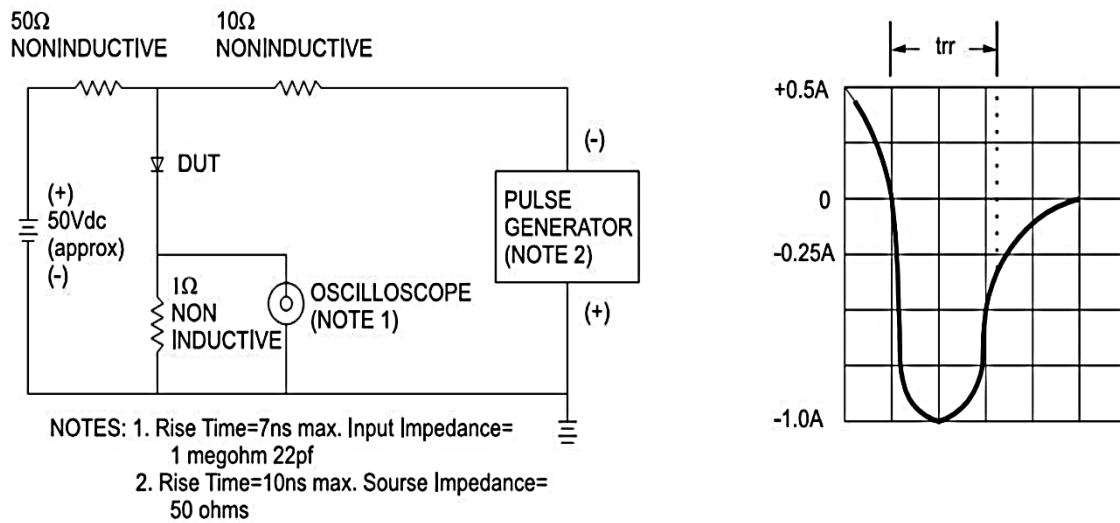 50Ω
NONINDUCTIVE
10Ω
NONINDUCTIVE
DUT
(+)
50Vdc
(approx)
(-)
1Ω
NON
INDUCTIVE
OSCILLOSCOPE
(NOTE 1)
(-)
PULSE
GENERATOR
(NOTE 2)
(+)
NOTES: 1. Rise Time=7ns max. Input Impedance=
1 megohm 22pf
2. Rise Time=10ns max. Sourse Impedance=
50 ohms
trr
+0.5A
0
-0.25A
-1.0A